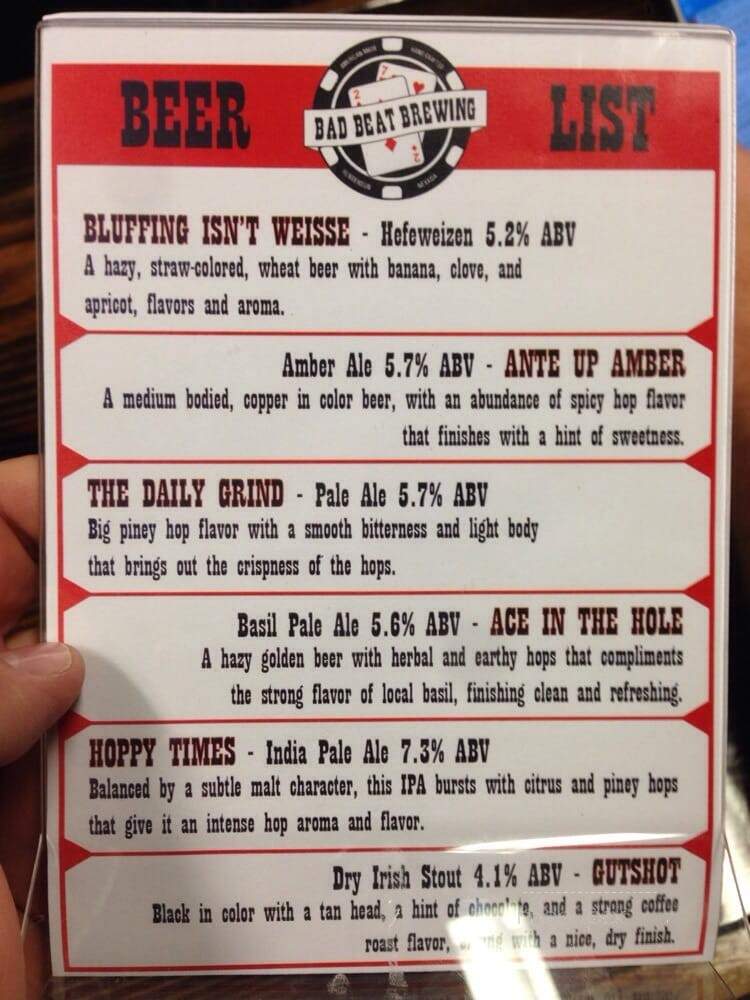 BEER
BAD BEAT BREWING
LIST
HENDERSON
NEVADA
BLUFFING ISN'T WEISSE - Hefeweizen 5.2% ABV
A hazy, straw-colored, wheat beer with banana, clove, and
apricot, flavors and aroma.
Amber Ale 5.7% ABV - ANTE UP AMBER
A medium bodied, copper in color beer, with an abundance of spicy hop flavor
that finishes with a hint of sweetness.
THE DAILY GRIND - Pale Ale 5.7% ABV
Big piney hop flavor with a smooth bitterness and light body
that brings out the crispness of the hops.
Basil Pale Ale 5.6% ABV - ACE IN THE HOLE
A hazy golden beer with herbal and earthy hops that compliments
the strong flavor of local basil, finishing clean and refreshing.
HOPPY TIMES - India Pale Ale 7.3% ABV
Balanced by a subtle malt character, this IPA bursts with citrus and piney hops
that give it an intense hop aroma and flavor.
Dry Irish Stout 4.1% ABV - GUTSHOT
Black in color with a tan head, a hint of chocolate, and a strong coffee
roast flavor, with a nice, dry finish.